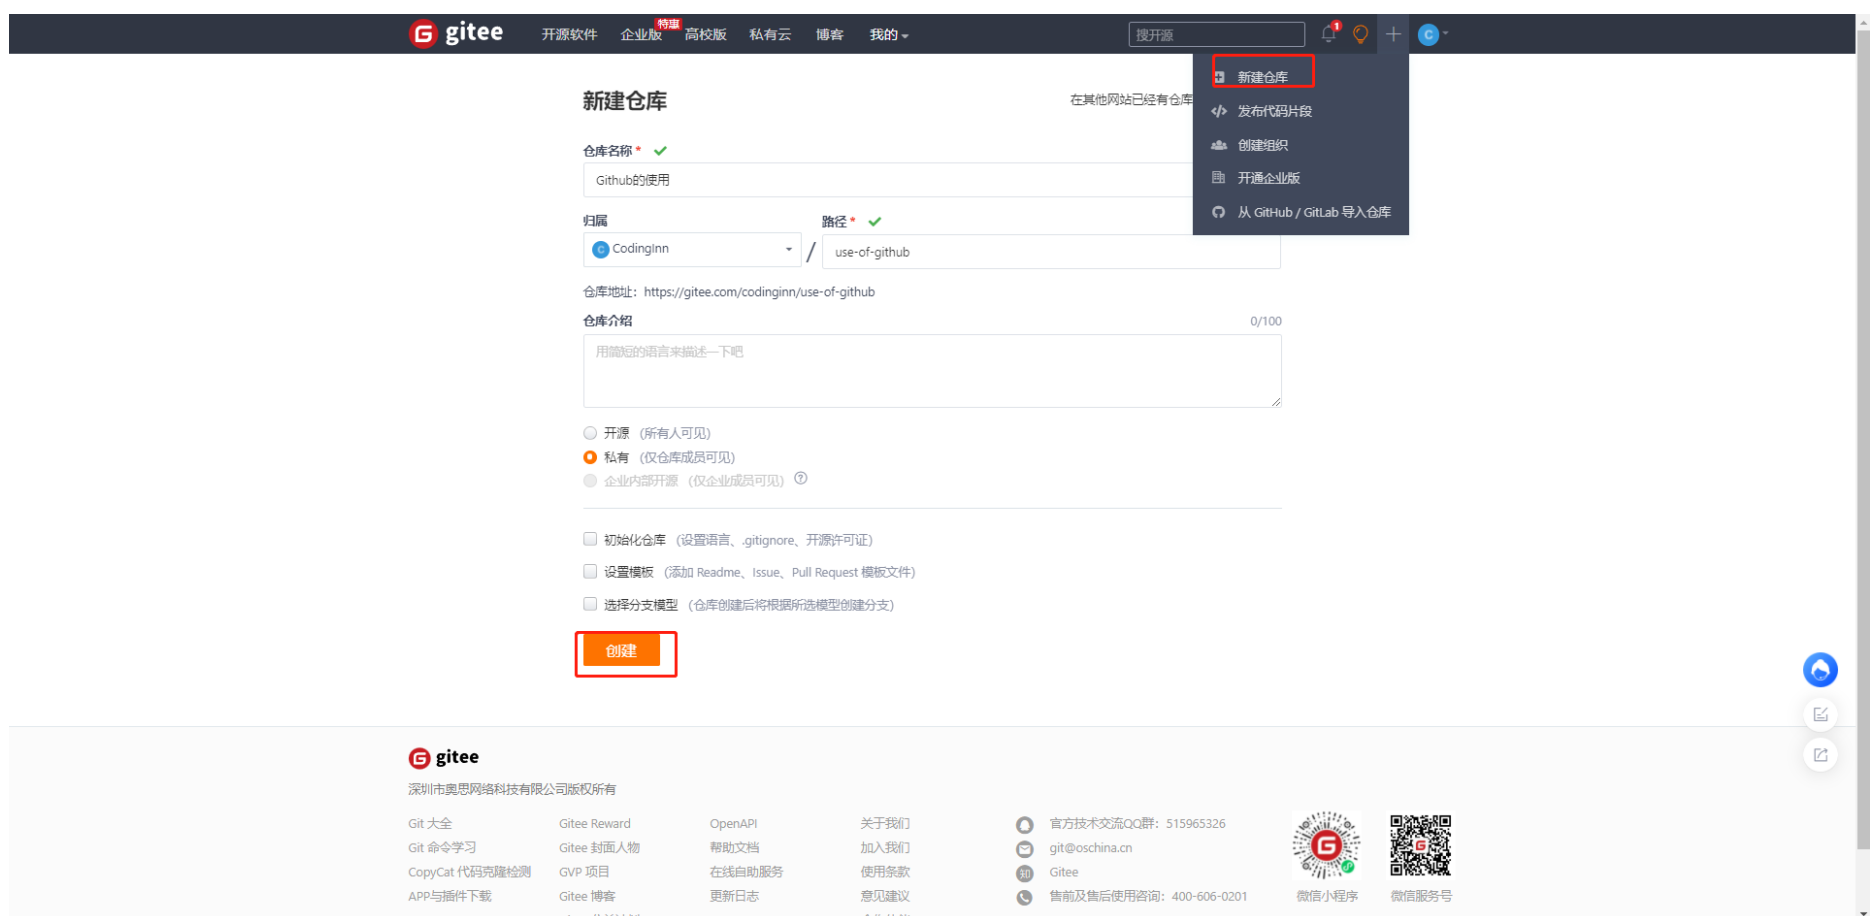 gitee 开源软件 企业版 特惠 高校版 私有云 博客 我的 搜开源 1 C
新建仓库
发布代码片段
创建组织
开通企业版
从 GitHub / GitLab 导入仓库
新建仓库 在其他网站已经有仓库
仓库名称 *
Github的使用
归属 路径 *
C CodingInn / use-of-github
仓库地址：https://gitee.com/codinginn/use-of-github
仓库介绍 0/100
用简短的语言来描述一下吧
开源 (所有人可见)
私有 (仅仓库成员可见)
企业内部开源 (仅企业成员可见) ?
初始化仓库 (设置语言、.gitignore、开源许可证)
设置模板 (添加 Readme、Issue、Pull Request 模板文件)
选择分支模型 (仓库创建后将根据所选模型创建分支)
创建
gitee
深圳市奥思网络科技有限公司版权所有
Git 大全 Gitee Reward OpenAPI 关于我们 官方技术交流QQ群：515965326
Git 命令学习 Gitee 封面人物 帮助文档 加入我们 git@oschina.cn
CopyCat 代码克隆检测 GVP 项目 在线自助服务 使用条款 知 Gitee
APP与插件下载 Gitee 博客 更新日志 意见建议 售前及售后使用咨询：400-606-0201 微信小程序 微信服务号